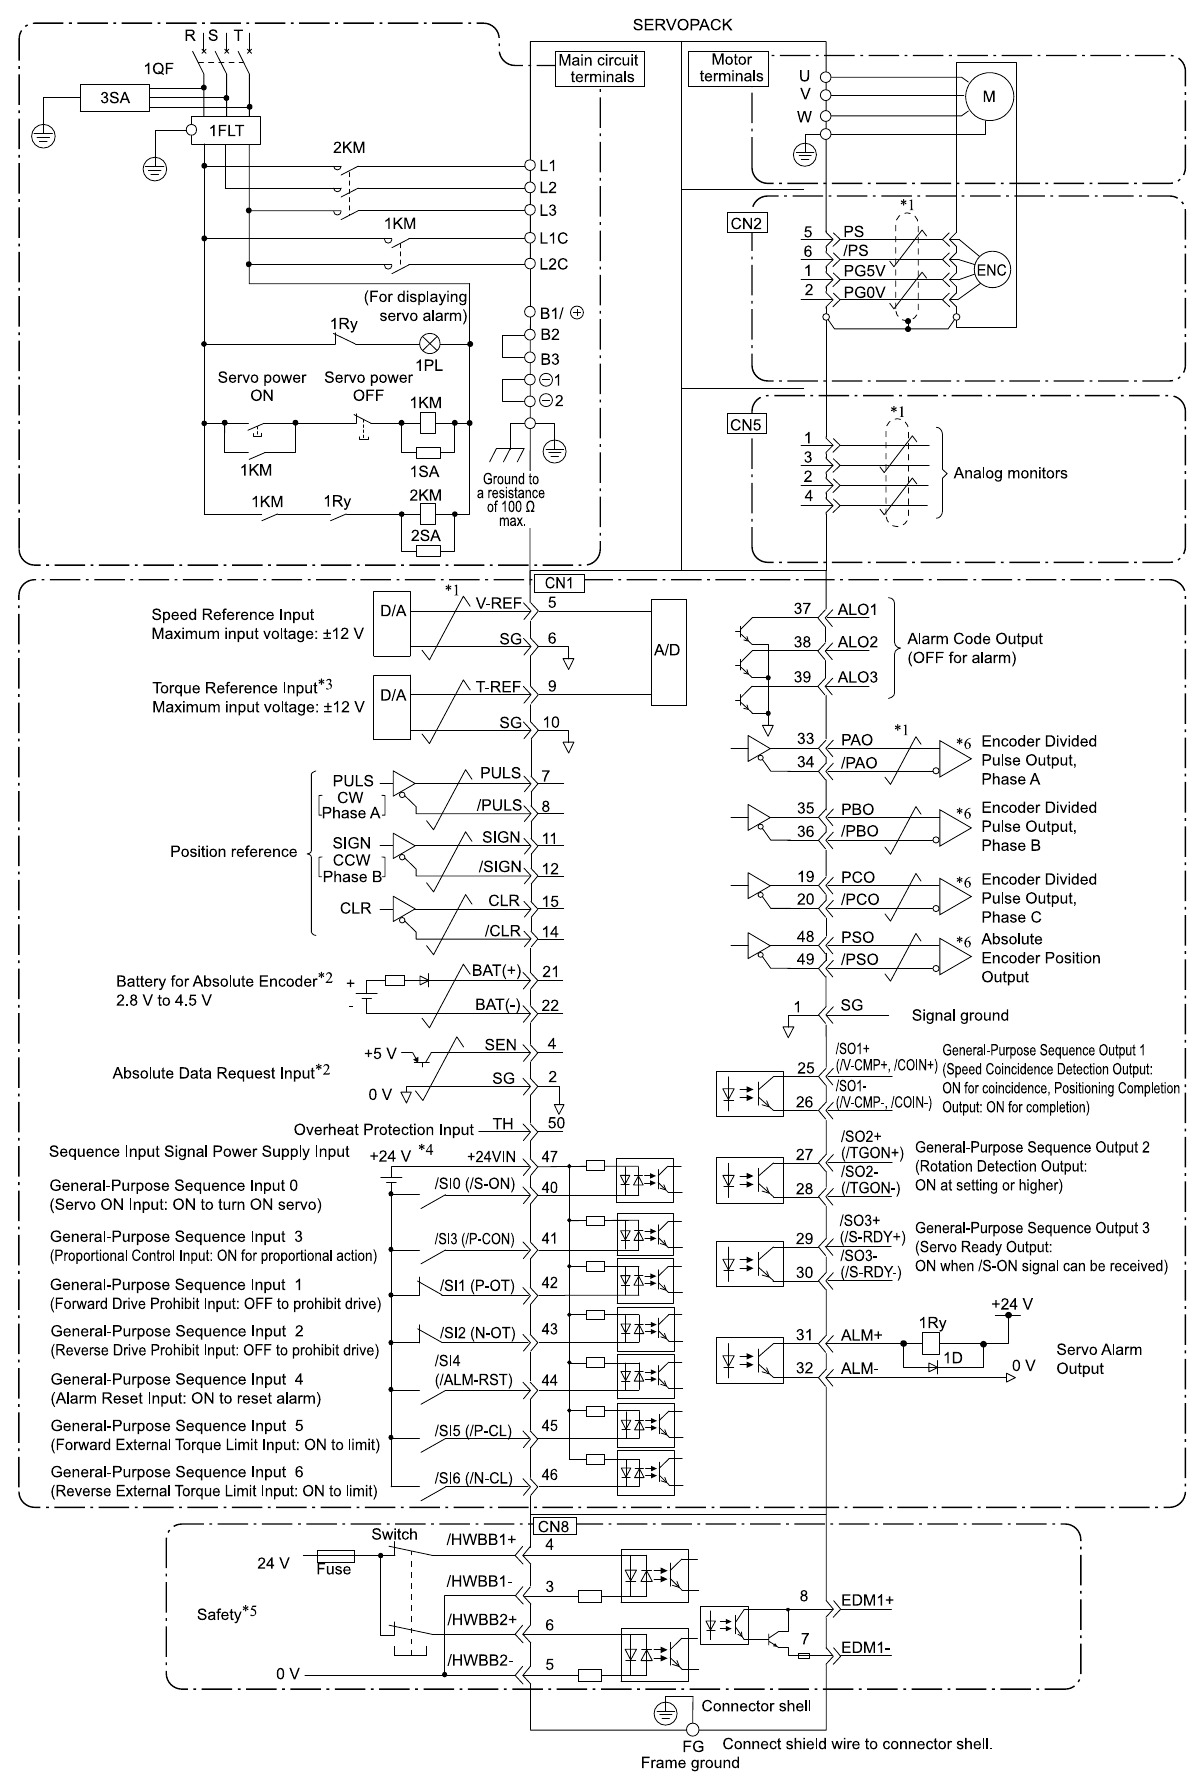 SERVOPACK
R S T
1QF
3SA
1FLT
Main circuit
terminals
Motor
terminals
U
V
W
M
2KM
L1
L2
L3
1KM
L1C
L2C
(For displaying
servo alarm)
1Ry
1PL
B1/ ⊕
B2
B3
⊖1
⊖2
Servo power
ON
Servo power
OFF
1KM
1SA
1KM
1KM
1Ry
2KM
2SA
Ground to
a resistance
of 100 Ω
max.
CN2
*1
5 PS
6 /PS
1 PG5V
2 PG0V
ENC
CN5
*1
1
3
2
4
Analog monitors
CN1
Speed Reference Input
Maximum input voltage: ±12 V
D/A
*1
V-REF 5
SG 6
A/D
Torque Reference Input*3
Maximum input voltage: ±12 V
D/A
T-REF 9
SG 10
Position reference
PULS
CW
Phase A
PULS 7
/PULS 8
SIGN
CCW
Phase B
SIGN 11
/SIGN 12
CLR
CLR 15
/CLR 14
Battery for Absolute Encoder*2
2.8 V to 4.5 V
+
-
BAT(+) 21
BAT(-) 22
Absolute Data Request Input*2
+5 V
0 V
SEN 4
SG 2
Overheat Protection Input
TH 50
Sequence Input Signal Power Supply Input
+24 V *4
+24VIN 47
General-Purpose Sequence Input 0
(Servo ON Input: ON to turn ON servo)
/SI0 (/S-ON) 40
General-Purpose Sequence Input 3
(Proportional Control Input: ON for proportional action)
/SI3 (/P-CON) 41
General-Purpose Sequence Input 1
(Forward Drive Prohibit Input: OFF to prohibit drive)
/SI1 (P-OT) 42
General-Purpose Sequence Input 2
(Reverse Drive Prohibit Input: OFF to prohibit drive)
/SI2 (N-OT) 43
General-Purpose Sequence Input 4
(Alarm Reset Input: ON to reset alarm)
/SI4
(/ALM-RST) 44
General-Purpose Sequence Input 5
(Forward External Torque Limit Input: ON to limit)
/SI5 (/P-CL) 45
General-Purpose Sequence Input 6
(Reverse External Torque Limit Input: ON to limit)
/SI6 (/N-CL) 46
37 ALO1
38 ALO2
39 ALO3
Alarm Code Output
(OFF for alarm)
33 PAO
34 /PAO
*1
*6
Encoder Divided
Pulse Output,
Phase A
35 PBO
36 /PBO
*6
Encoder Divided
Pulse Output,
Phase B
19 PCO
20 /PCO
*6
Encoder Divided
Pulse Output,
Phase C
48 PSO
49 /PSO
*6
Absolute
Encoder Position
Output
1 SG
Signal ground
25
/SO1+
(/V-CMP+, /COIN+)
26
/SO1-
(/V-CMP-, /COIN-)
General-Purpose Sequence Output 1
(Speed Coincidence Detection Output:
ON for coincidence, Positioning Completion
Output: ON for completion)
27
/SO2+
(/TGON+)
28
/SO2-
(/TGON-)
General-Purpose Sequence Output 2
(Rotation Detection Output:
ON at setting or higher)
29
/SO3+
(/S-RDY+)
30
/SO3-
(/S-RDY-)
General-Purpose Sequence Output 3
(Servo Ready Output:
ON when /S-ON signal can be received)
31 ALM+
32 ALM-
1Ry
1D
+24 V
0 V
Servo Alarm
Output
CN8
Safety*5
24 V
Fuse
Switch
0 V
/HWBB1+ 4
/HWBB1- 3
/HWBB2+ 6
/HWBB2- 5
8 EDM1+
7 EDM1-
Connector shell
FG
Frame ground
Connect shield wire to connector shell.